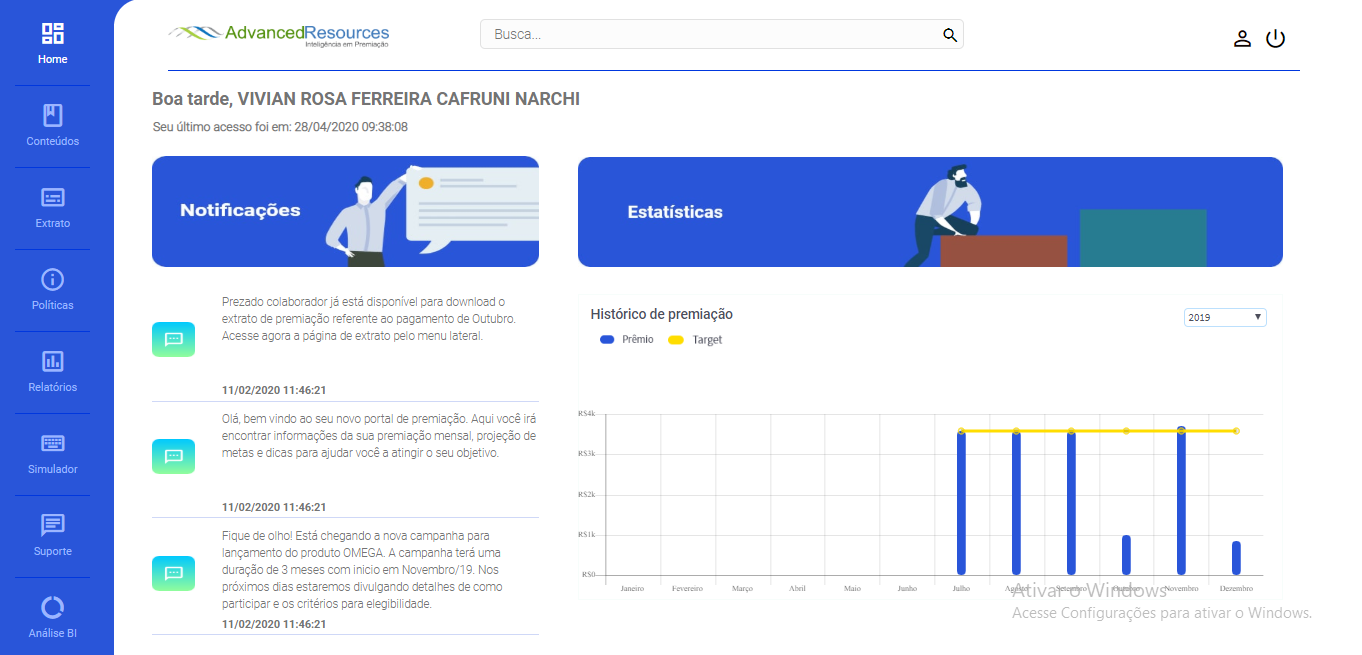 Home
Conteúdos
Extrato
Políticas
Relatórios
Simulador
Suporte
Análise BI
AdvancedResources
Inteligência em Premiação
Busca...
Boa tarde, VIVIAN ROSA FERREIRA CAFRUNI NARCHI
Seu último acesso foi em: 28/04/2020 09:38:08
Notificações
Prezado colaborador já está disponível para download o
extrato de premiação referente ao pagamento de Outubro.
Acesse agora a página de extrato pelo menu lateral.
11/02/2020 11:46:21
Olá, bem vindo ao seu novo portal de premiação. Aqui você irá
encontrar informações da sua premiação mensal, projeção de
metas e dicas para ajudar você a atingir o seu objetivo.
11/02/2020 11:46:21
Fique de olho! Está chegando a nova campanha para
lançamento do produto OMEGA. A campanha terá uma
duração de 3 meses com inicio em Novembro/19. Nos
próximos dias estaremos divulgando detalhes de como
participar e os critérios para elegibilidade.
11/02/2020 11:46:21
Estatísticas
Histórico de premiação
2019
Prêmio Target
R$4k
R$3k
R$2k
R$1k
R$0
Janeiro Fevereiro Março Abril Maio Junho Julho Agosto Setembro Outubro Novembro Dezembro
Ativar o Windows
Acesse Configurações para ativar o Windows.